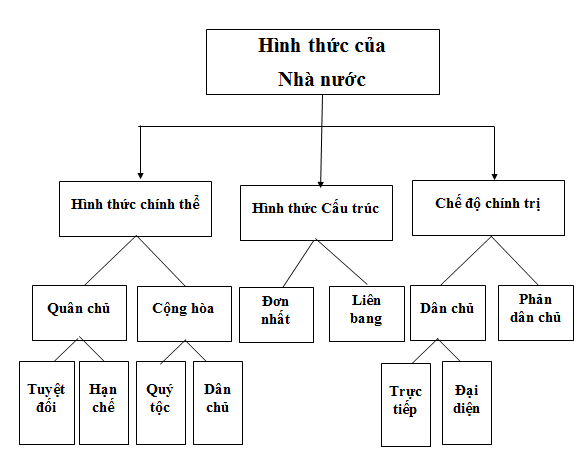 Hình thức của
Nhà nước
Hình thức chính thể
Hình thức Cấu trúc
Chế độ chính trị
Quân chủ
Cộng hòa
Đơn
nhất
Liên
bang
Dân chủ
Phản
dân chủ
Tuyệt
đối
Hạn
chế
Quý
tộc
Dân
chủ
Trực
tiếp
Đại
diện